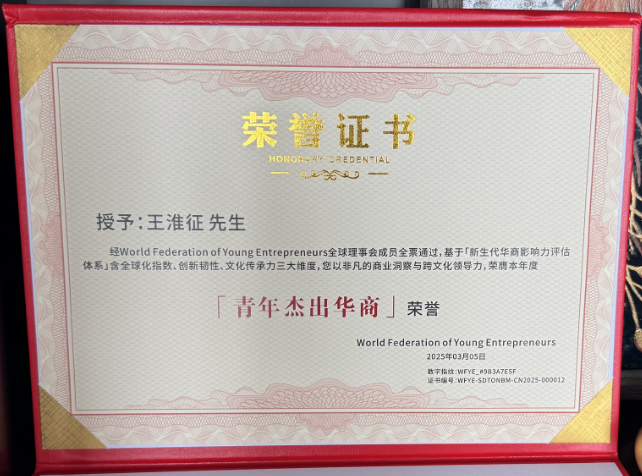 荣誉证书
HONORARY CREDENTIAL
授予：王淮征 先生
经World Federation of Young Entrepreneurs全球理事会成员全票通过，基于「新生代华商影响力评估
体系」含全球化指数、创新韧性、文化传承力三大维度，您以非凡的商业洞察与跨文化领导力，荣膺本年度
「青年杰出华商」荣誉
World Federation of Young Entrepreneurs
2025年03月05日
数字指纹：WFYE_#9B3A7E5F
证书编号：WFYE-SDTONBM-CN2025-000012